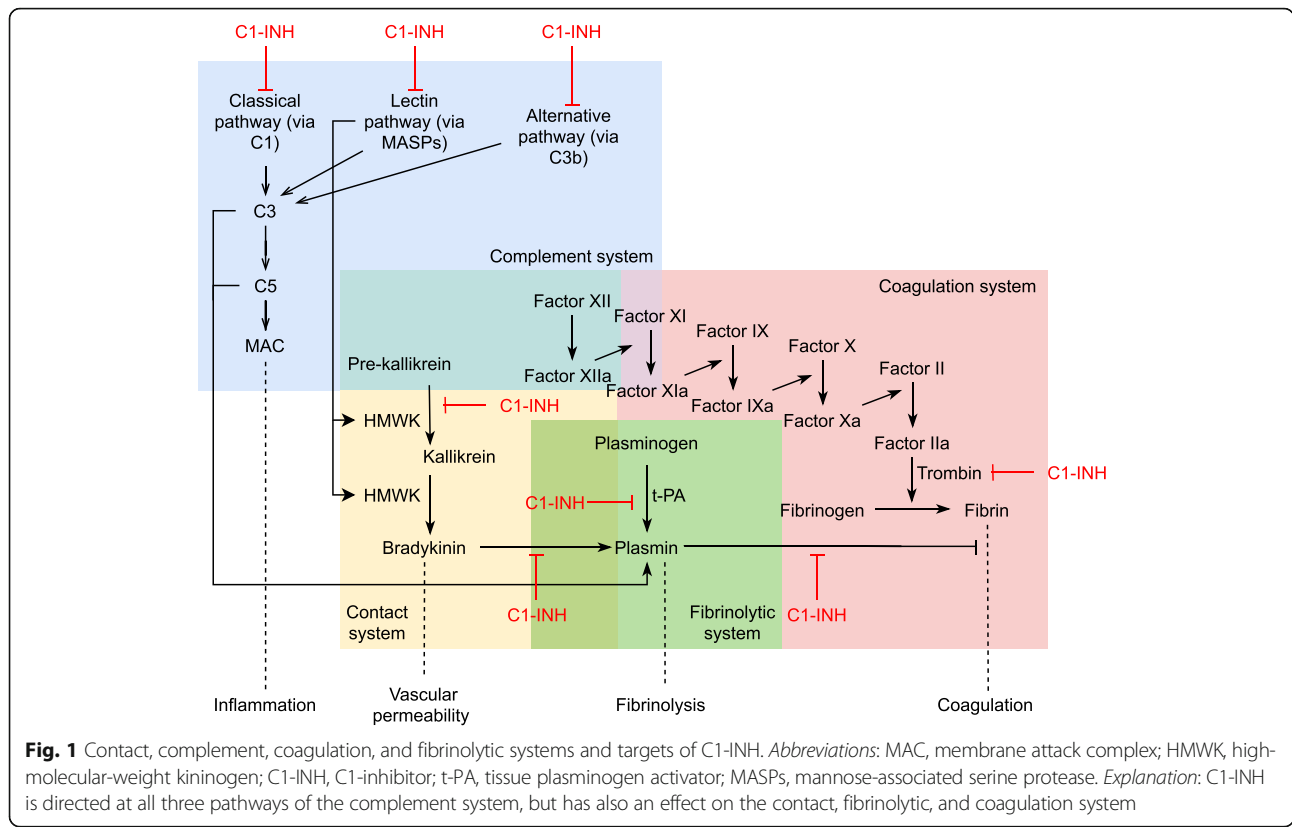 C1-INH
C1-INH
C1-INH
Classical
pathway (via
C1)
Lectin
pathway (via
MASPs)
Alternative
pathway (via
C3b)
C3
C5
MAC
Complement system
Coagulation system
Factor XII
Factor XI
Factor IX
Factor X
Factor II
Pre-kallikrein
Factor XIIa
Factor XIa
Factor IXa
Factor Xa
Factor IIa
C1-INH
HMWK
Kallikrein
Plasminogen
Trombin
C1-INH
HMWK
C1-INH
t-PA
Fibrinogen
Fibrin
Bradykinin
Plasmin
Contact
system
C1-INH
Fibrinolytic
system
C1-INH
Inflammation
Vascular
permeability
Fibrinolysis
Coagulation
Fig. 1 Contact, complement, coagulation, and fibrinolytic systems and targets of C1-INH. Abbreviations: MAC, membrane attack complex; HMWK, high-
molecular-weight kininogen; C1-INH, C1-inhibitor; t-PA, tissue plasminogen activator; MASPs, mannose-associated serine protease. Explanation: C1-INH
is directed at all three pathways of the complement system, but has also an effect on the contact, fibrinolytic, and coagulation system